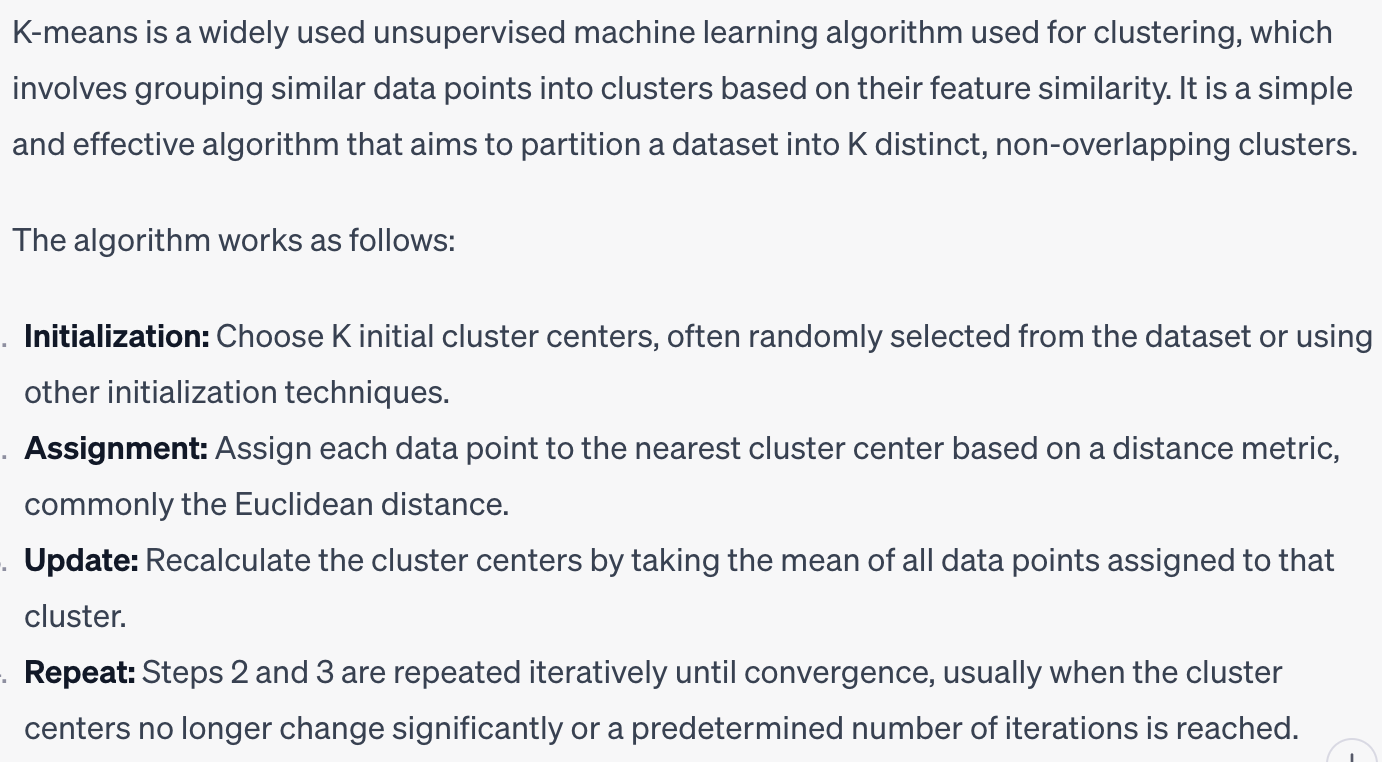 K-means is a widely used unsupervised machine learning algorithm used for clustering, which
involves grouping similar data points into clusters based on their feature similarity. It is a simple
and effective algorithm that aims to partition a dataset into K distinct, non-overlapping clusters.
The algorithm works as follows:
. Initialization: Choose K initial cluster centers, often randomly selected from the dataset or using
other initialization techniques.
. Assignment: Assign each data point to the nearest cluster center based on a distance metric,
commonly the Euclidean distance.
. Update: Recalculate the cluster centers by taking the mean of all data points assigned to that
cluster.
. Repeat: Steps 2 and 3 are repeated iteratively until convergence, usually when the cluster
centers no longer change significantly or a predetermined number of iterations is reached.